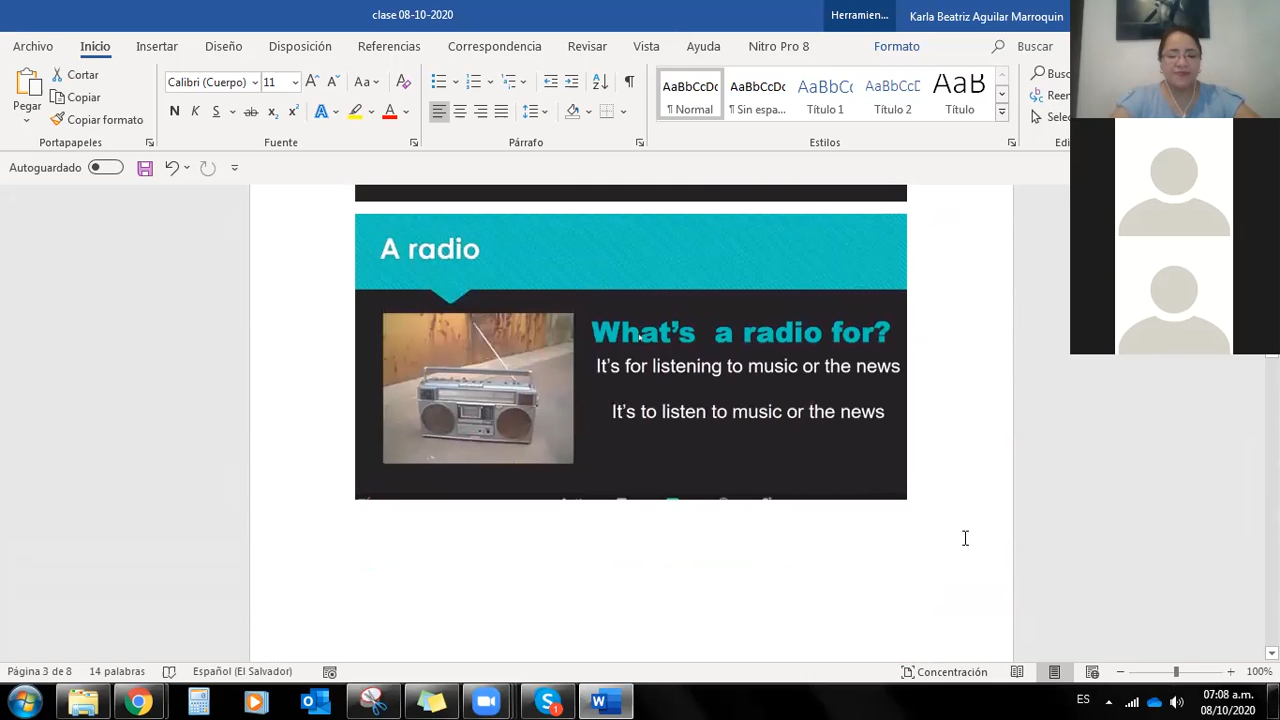 clase 08-10-2020
Herramien...
Karla Beatriz Aguilar Marroquin
Archivo
Inicio
Insertar
Diseño
Disposición
Referencias
Correspondencia
Revisar
Vista
Ayuda
Nitro Pro 8
Formato
Buscar
Pegar
Cortar
Copiar
Copiar formato
Portapapeles
Calibri (Cuerpo)
11
Fuente
Párrafo
AaBbCcDc
¶ Normal
AaBbCcDc
¶ Sin espa...
AaBbCc
Título 1
AaBbCcD
Título 2
AaB
Título
Estilos
Autoguardado
A radio
What's a radio for?
It's for listening to music or the news
It's to listen to music or the news
Página 3 de 8
14 palabras
Español (El Salvador)
Concentración
100%
ES
07:08 a.m.
08/10/2020